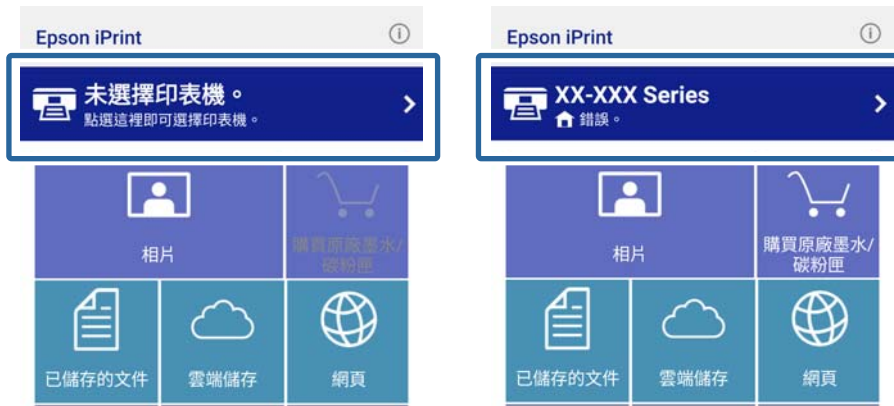 Epson iPrint
未選擇印表機。
點選這裡即可選擇印表機。
相片
購買原廠墨水/
碳粉匣
已儲存的文件
雲端儲存
網頁
Epson iPrint
XX-XXX Series
錯誤。
相片
購買原廠墨水/
碳粉匣
已儲存的文件
雲端儲存
網頁